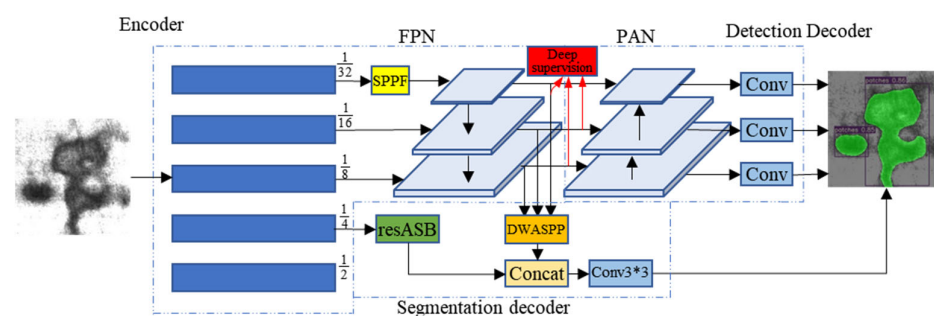 Encoder
FPN
PAN
Detection Decoder
1/32
SPPF
Deep
supervision
Conv
1/16
Conv
1/8
Conv
1/4
resASB
DWASPP
1/2
Concat
Conv3*3
Segmentation decoder